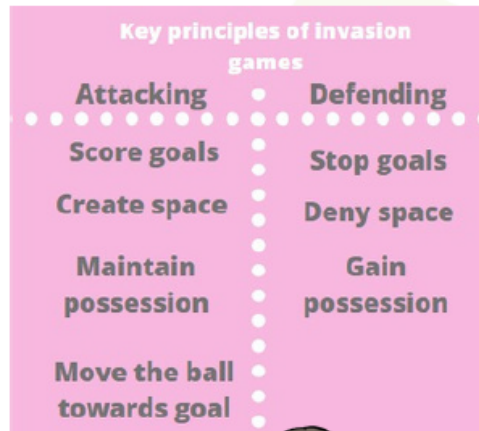 Key principles of invasion
games
Attacking
Defending
Score goals
Stop goals
Create space
Deny space
Maintain
possession
Gain
possession
Move the ball
towards goal